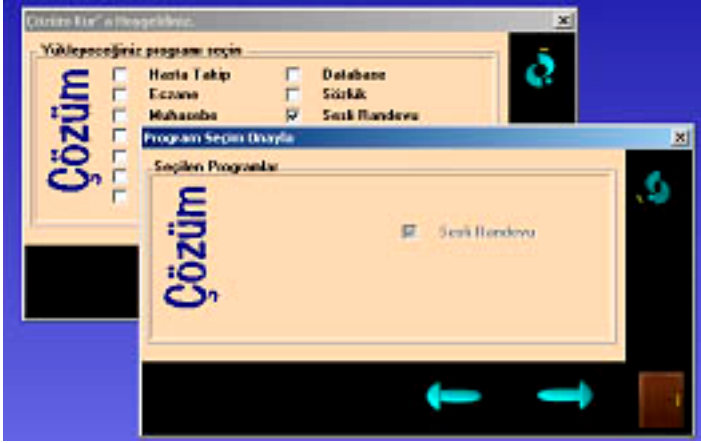 Çözüm Kur' a Hoşgeldiniz.
Yükleyeceğiniz programı seçin
Çözüm
Hasta Takip
Database
Eczane
Sözlük
Muhasebe
Sesli Randevu
Program Seçim Onayla
Seçilen Programlar
Çözüm
Sesli Randevu